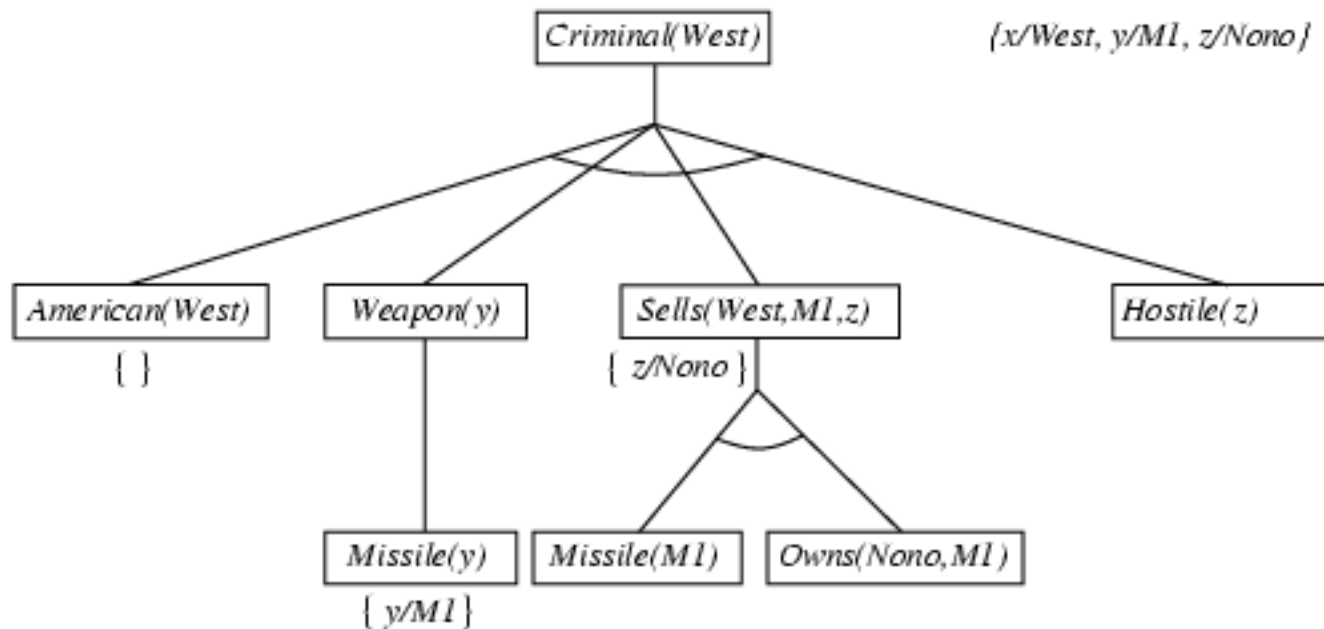 Criminal(West)
{x/West, y/M1, z/Nono}
American(West)
Weapon(y)
Sells(West,M1,z)
Hostile(z)
{ }
{ z/Nono }
Missile(y)
Missile(M1)
Owns(Nono,M1)
{ y/M1 }